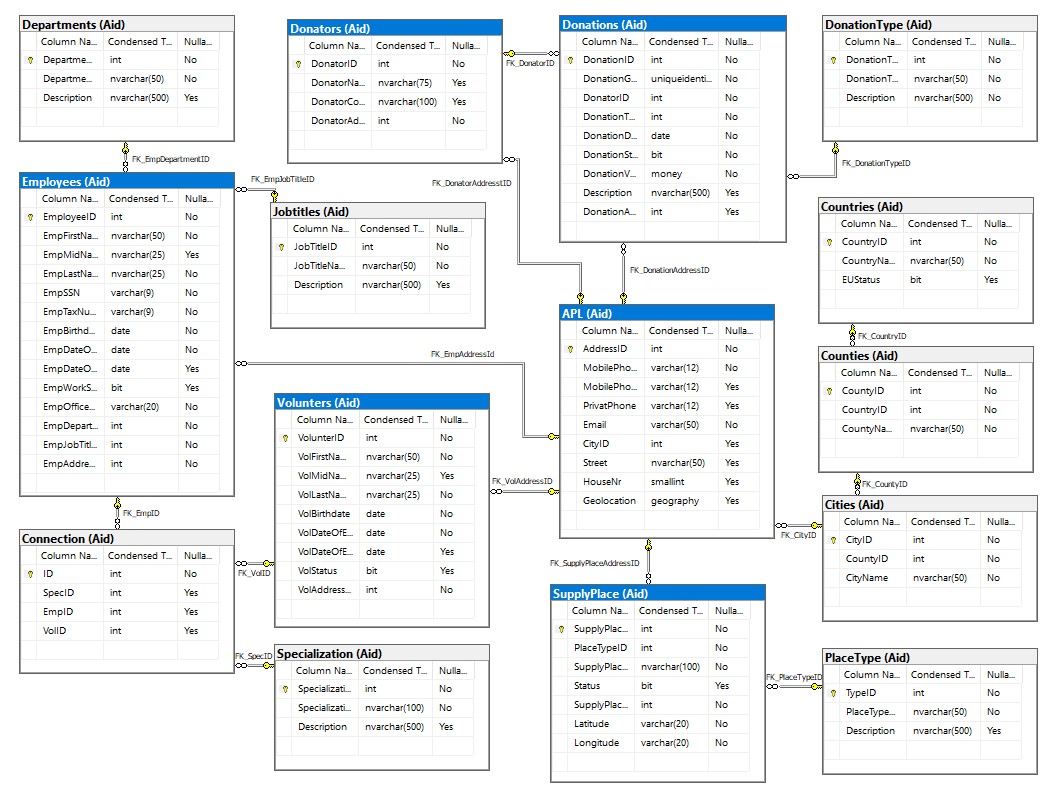 Departments (Aid)
Column Na... Condensed T... Nulla...
Departme... int No
Departme... nvarchar(50) No
Description nvarchar(500) Yes
Donators (Aid)
Column Na... Condensed T... Nulla...
DonatorID int No
DonatorNa... nvarchar(75) Yes
DonatorCo... nvarchar(100) Yes
DonatorAd... int No
Donations (Aid)
Column Na... Condensed T... Nulla...
DonationID int No
DonationG... uniqueidenti... No
DonatorID int No
DonationT... int No
DonationD... date No
DonationSt... bit No
DonationV... money No
Description nvarchar(500) Yes
DonationA... int Yes
DonationType (Aid)
Column Na... Condensed T... Nulla...
DonationT... int No
DonationT... nvarchar(50) No
Description nvarchar(500) No
FK_DonatorID
FK_EmpDepartmentID
FK_DonationTypeID
FK_EmpJobTitleID
FK_DonatorAddresstID
Employees (Aid)
Column Na... Condensed T... Nulla...
EmployeeID int No
EmpFirstNa... nvarchar(50) No
EmpMidNa... nvarchar(25) Yes
EmpLastNa... nvarchar(25) No
EmpSSN varchar(9) No
EmpTaxNu... varchar(9) No
EmpBirthd... date No
EmpDateO... date No
EmpDateO... date Yes
EmpWorkS... bit Yes
EmpOffice... varchar(20) No
EmpDepart... int No
EmpJobTitl... int No
EmpAddre... int No
Jobtitles (Aid)
Column Na... Condensed T... Nulla...
JobTitleID int No
JobTitleNa... nvarchar(50) No
Description nvarchar(500) Yes
Countries (Aid)
Column Na... Condensed T... Nulla...
CountryID int No
CountryNa... nvarchar(50) No
EUStatus bit Yes
FK_DonationAddressID
FK_CountryID
FK_EmpAddressId
APL (Aid)
Column Na... Condensed T... Nulla...
AddressID int No
MobilePho... varchar(12) No
MobilePho... varchar(12) Yes
PrivatPhone varchar(12) Yes
Email varchar(50) No
CityID int Yes
Street nvarchar(50) Yes
HouseNr smallint Yes
Geolocation geography Yes
Counties (Aid)
Column Na... Condensed T... Nulla...
CountyID int No
CountryID int No
CountyNa... nvarchar(50) No
Volunters (Aid)
Column Na... Condensed T... Nulla...
VolunterID int No
VolFirstNa... nvarchar(50) No
VolMidNa... nvarchar(25) Yes
VolLastNa... nvarchar(25) No
VolBirthdate date No
VolDateOfE... date No
VolDateOfE... date Yes
VolStatus bit Yes
VolAddress... int No
FK_VolAddressID
FK_CountyID
FK_EmpID
FK_CityID
Cities (Aid)
Column Na... Condensed T... Nulla...
CityID int No
CountyID int No
CityName nvarchar(50) No
Connection (Aid)
Column Na... Condensed T... Nulla...
ID int No
SpecID int Yes
EmpID int Yes
VolID int Yes
FK_VolID
FK_SupplyPlaceAddressID
FK_SpecID
Specialization (Aid)
Column Na... Condensed T... Nulla...
Specializati... int No
Specializati... nvarchar(100) No
Description nvarchar(500) Yes
SupplyPlace (Aid)
Column Na... Condensed T... Nulla...
SupplyPlac... int No
PlaceTypeID int No
SupplyPlac... nvarchar(100) No
Status bit Yes
SupplyPlac... int No
Latitude varchar(20) No
Longitude varchar(20) No
FK_PlaceTypeID
PlaceType (Aid)
Column Na... Condensed T... Nulla...
TypeID int No
PlaceType... nvarchar(50) No
Description nvarchar(500) Yes